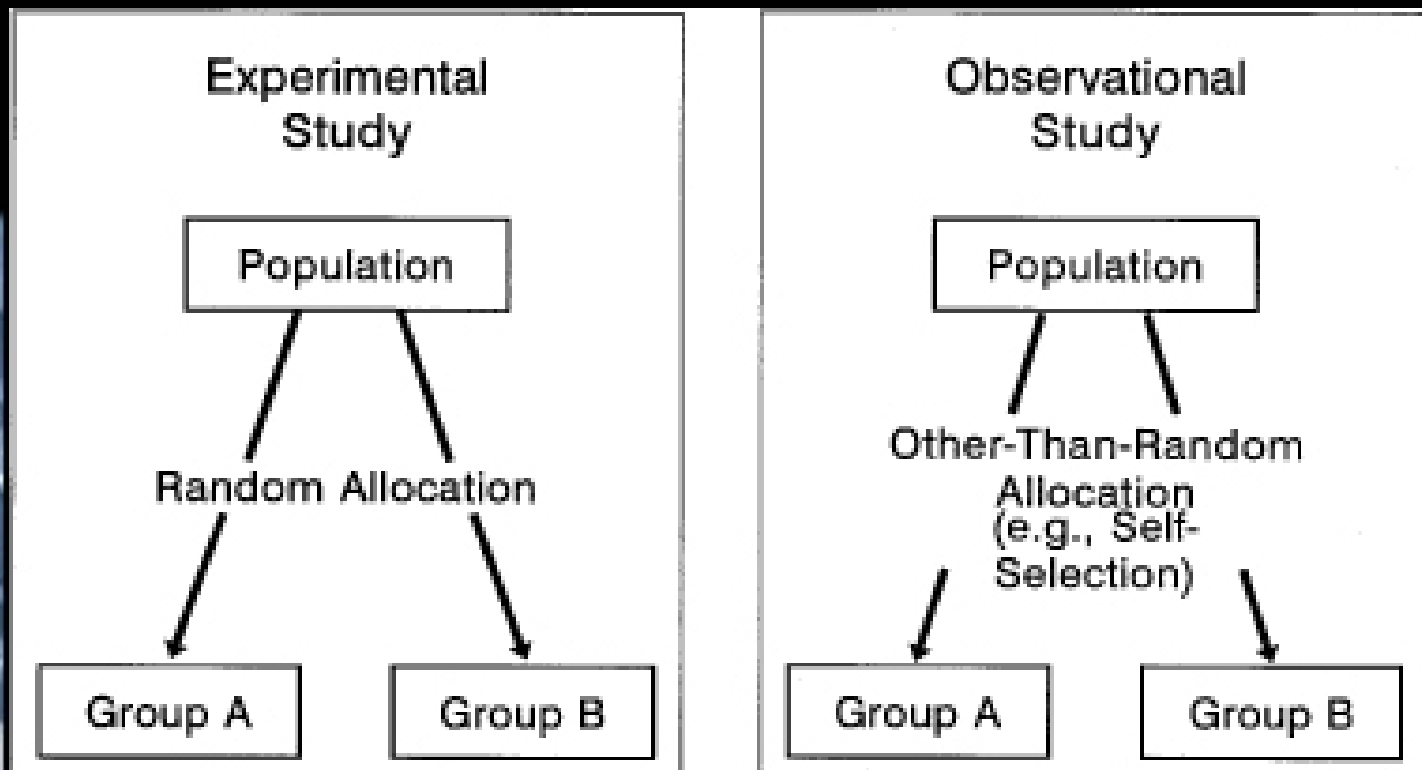 Experimental
Study
Population
Random Allocation
Group A
Group B
Observational
Study
Population
Other-Than-Random
Allocation
(e.g., Self-
Selection)
Group A
Group B